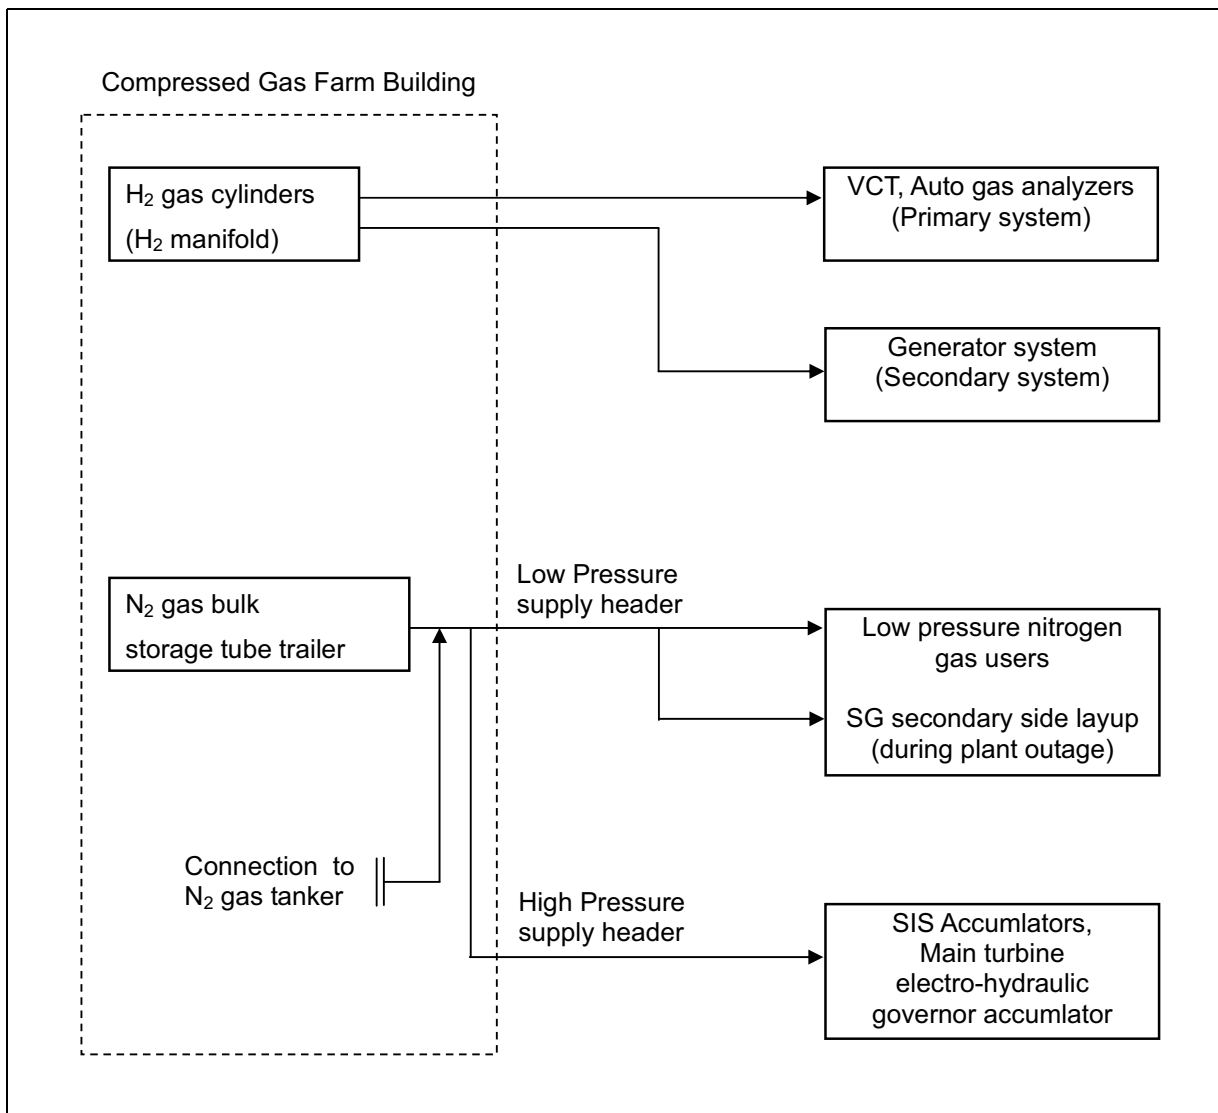 Compressed Gas Farm Building
H₂ gas cylinders
(H₂ manifold)
VCT, Auto gas analyzers
(Primary system)
Generator system
(Secondary system)
N₂ gas bulk
storage tube trailer
Low Pressure
supply header
Low pressure nitrogen
gas users
SG secondary side layup
(during plant outage)
Connection to
N₂ gas tanker
High Pressure
supply header
SIS Accumlators,
Main turbine
electro-hydraulic
governor accumlator